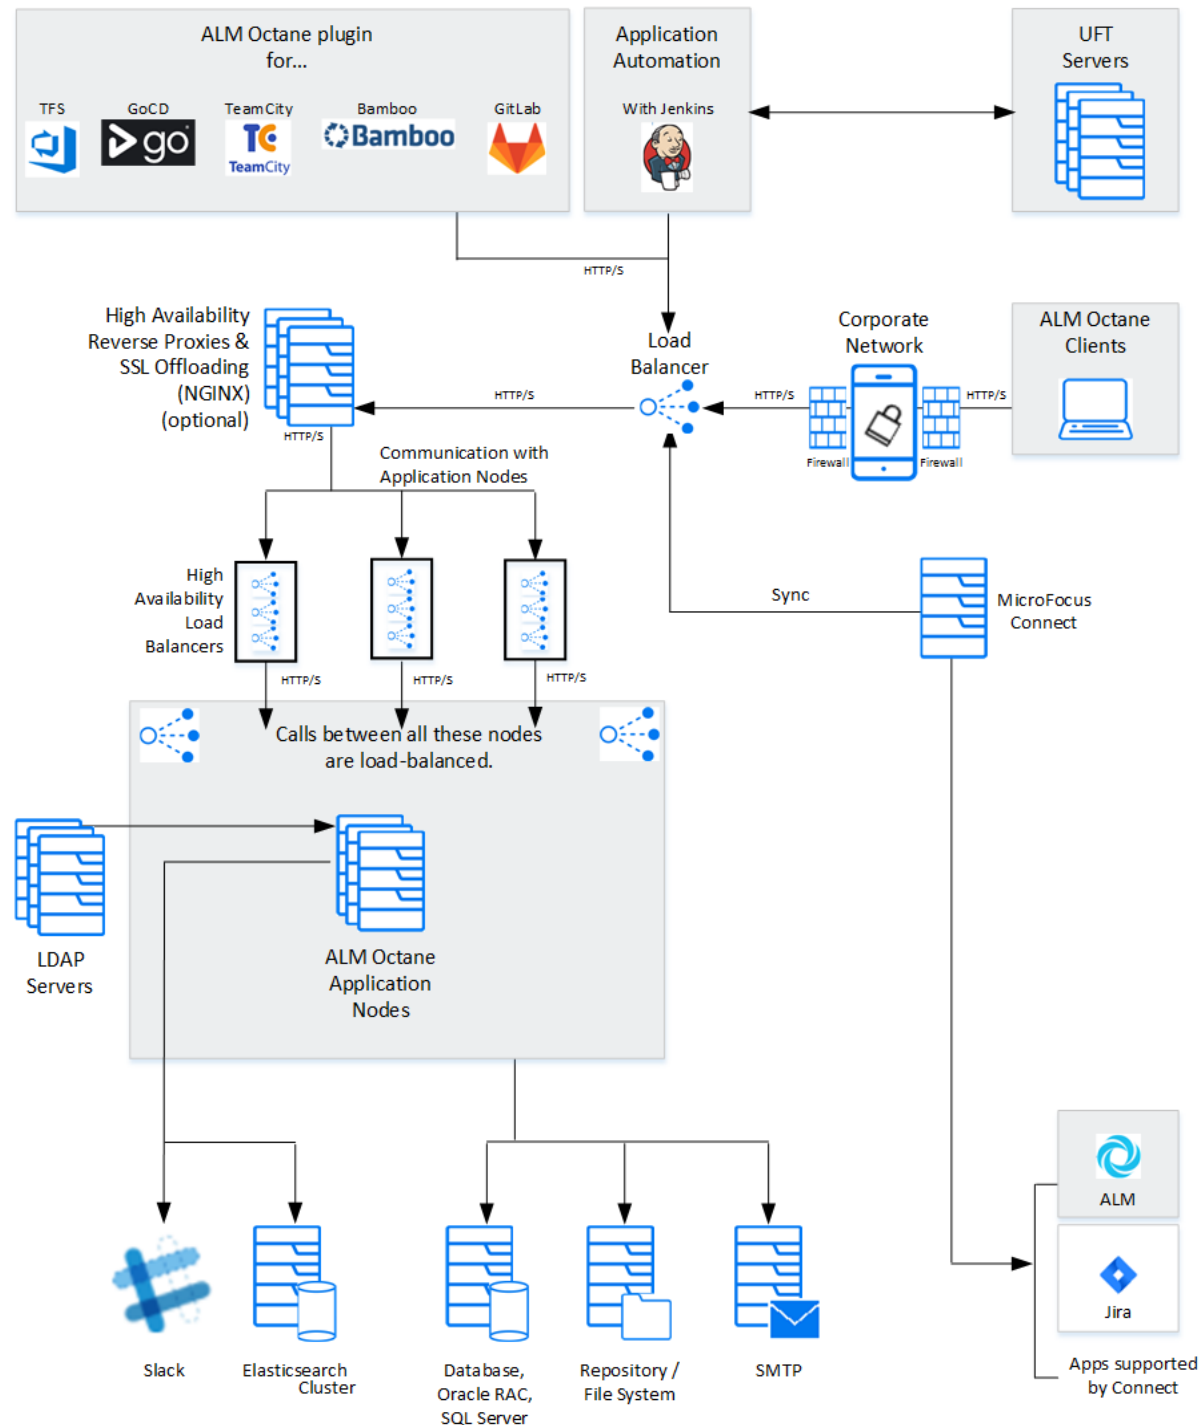 ALM Octane plugin
for...
TFS
GoCD
TeamCity
Bamboo
GitLab
go
TC
TeamCity
Bamboo
Application
Automation
With Jenkins
UFT
Servers
HTTP/S
High Availability
Reverse Proxies &
SSL Offloading
(NGINX)
(optional)
HTTP/S
HTTP/S
Load
Balancer
HTTP/S
Corporate
Network
Firewall
Firewall
HTTP/S
ALM Octane
Clients
Communication with
Application Nodes
High
Availability
Load
Balancers
HTTP/S
HTTP/S
HTTP/S
Sync
MicroFocus
Connect
Calls between all these nodes
are load-balanced.
LDAP
Servers
ALM Octane
Application
Nodes
Slack
Elasticsearch
Cluster
Database,
Oracle RAC,
SQL Server
Repository /
File System
SMTP
ALM
Jira
Apps supported
by Connect